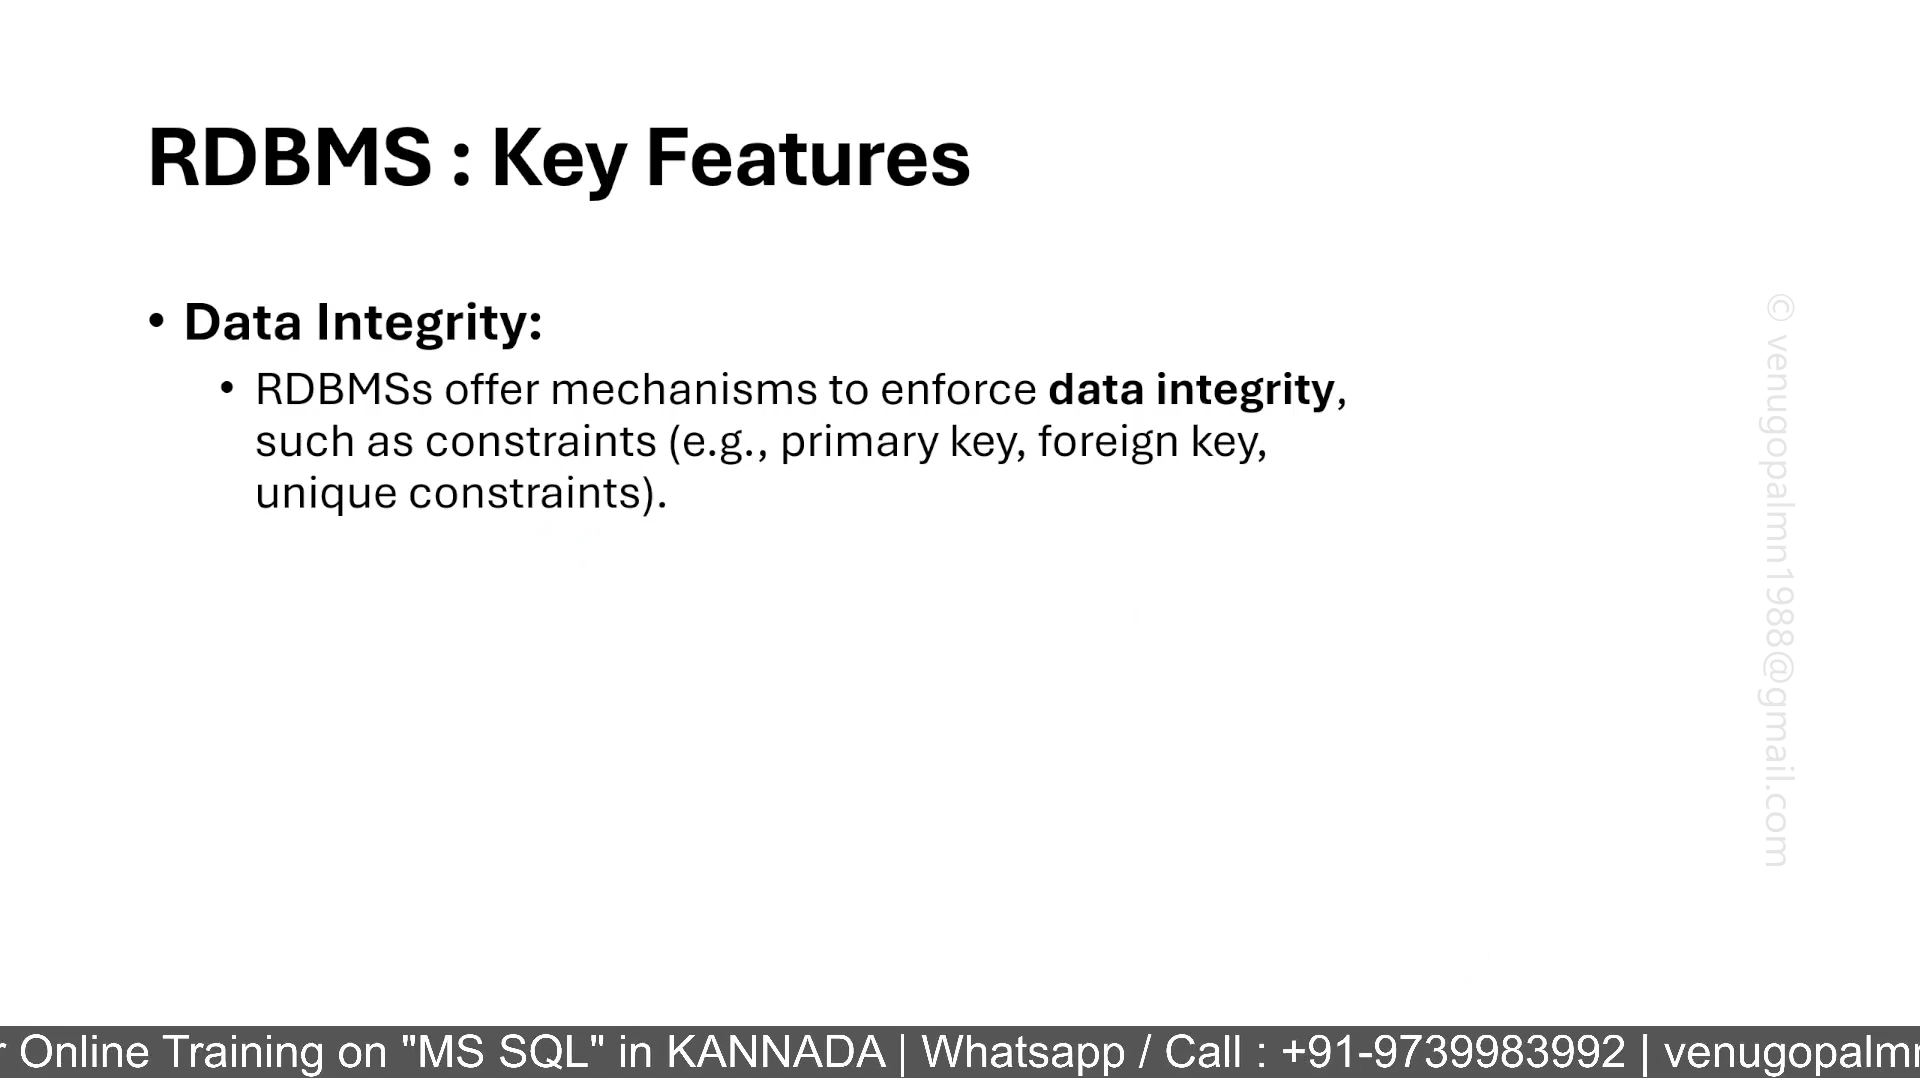 RDBMS : Key Features
• Data Integrity:
• RDBMSs offer mechanisms to enforce data integrity,
such as constraints (e.g., primary key, foreign key,
unique constraints).
© venugopalmn1988@gmail.com
Online Training on "MS SQL" in KANNADA | Whatsapp / Call : +91-9739983992 |